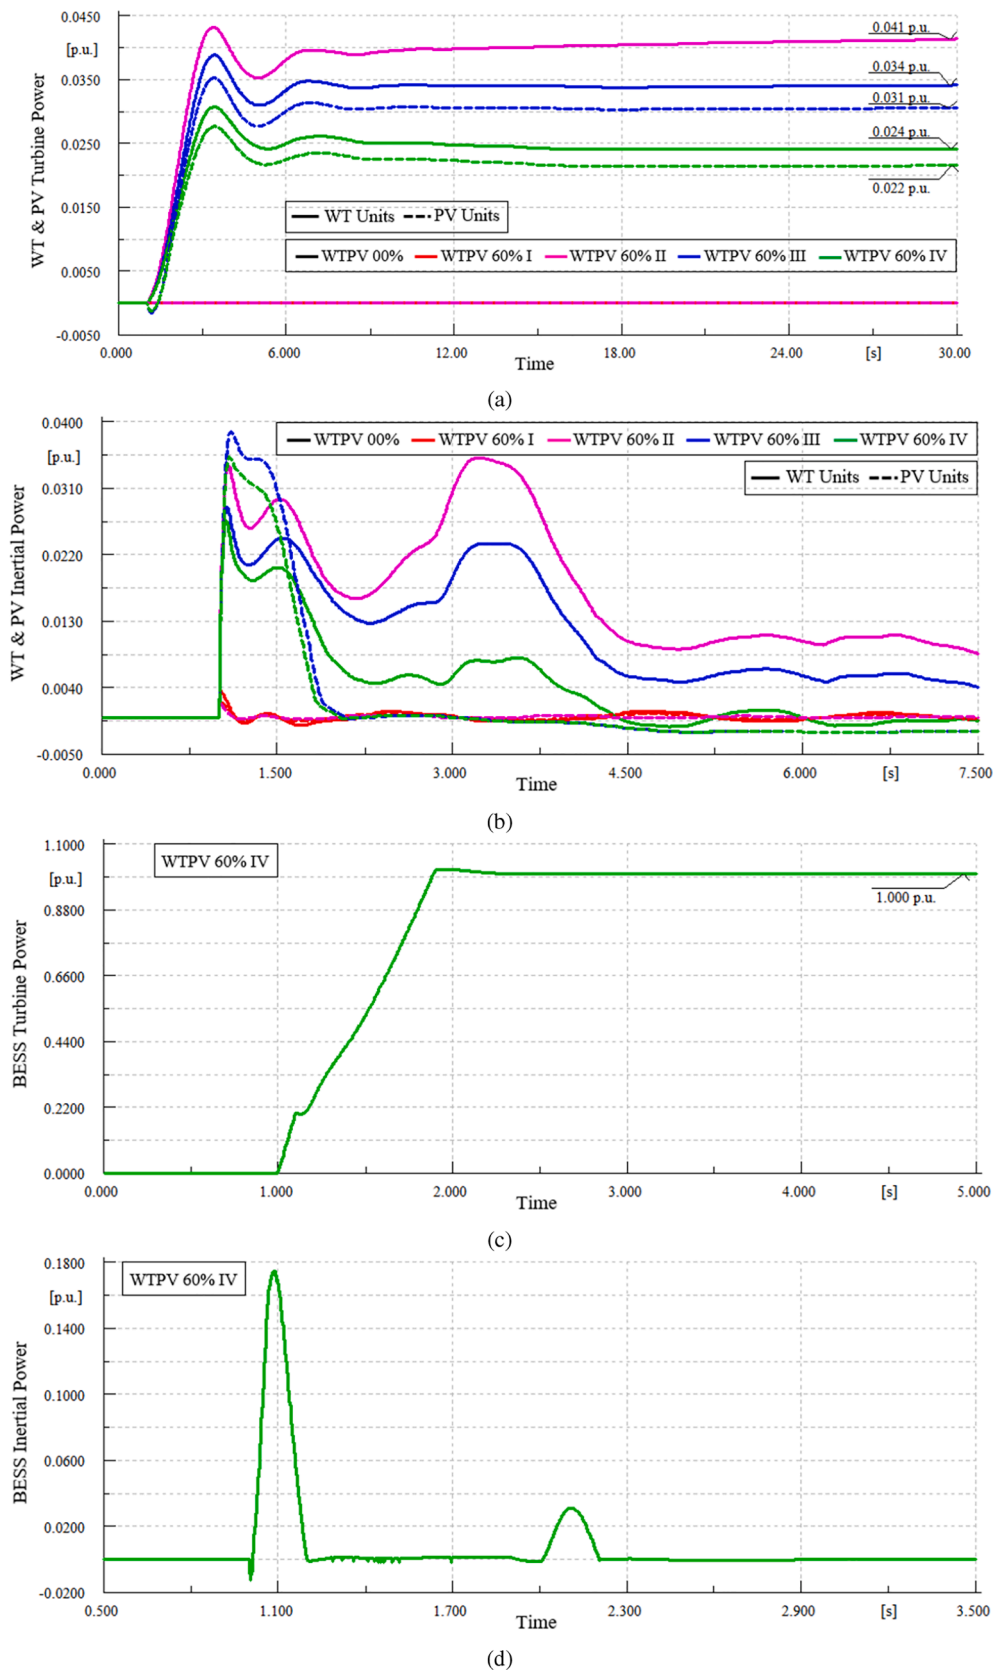 0.0450
[p.u.]
0.0350
0.0250
0.0150
0.0050
-0.0050
WT & PV Turbine Power
0.041 p.u.
0.034 p.u.
0.031 p.u.
0.024 p.u.
0.022 p.u.
WT Units PV Units
WTPV 00% WTPV 60% I WTPV 60% II WTPV 60% III WTPV 60% IV
0.000 6.000 12.00 18.00 24.00 [s] 30.00
Time
(a)
0.0400
[p.u.]
0.0310
0.0220
0.0130
0.0040
-0.0050
WT & PV Inertial Power
WTPV 00% WTPV 60% I WTPV 60% II WTPV 60% III WTPV 60% IV
WT Units PV Units
0.000 1.500 3.000 4.500 6.000 [s] 7.500
Time
(b)
1.1000
[p.u.]
0.8800
0.6600
0.4400
0.2200
0.0000
BESS Turbine Power
WTPV 60% IV
1.000 p.u.
0.000 1.000 2.000 3.000 4.000 [s] 5.000
Time
(c)
0.1800
[p.u.]
0.1400
0.1000
0.0600
0.0200
-0.0200
BESS Inertial Power
WTPV 60% IV
0.500 1.100 1.700 2.300 2.900 [s] 3.500
Time
(d)